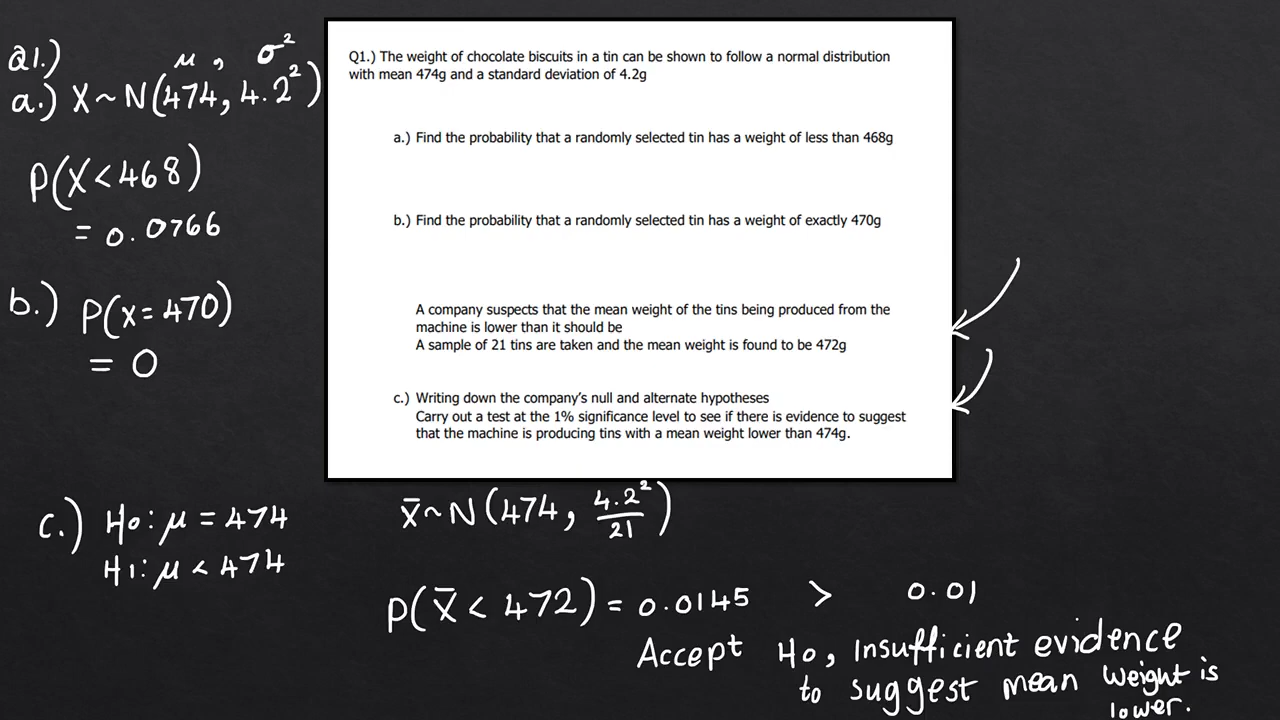 Q1.)
μ, σ²
a.) X~N(474, 4.2²)
P(X<468)
= 0.0766
b.) P(x=470)
= 0
Q1.) The weight of chocolate biscuits in a tin can be shown to follow a normal distribution
with mean 474g and a standard deviation of 4.2g
a.) Find the probability that a randomly selected tin has a weight of less than 468g
b.) Find the probability that a randomly selected tin has a weight of exactly 470g
A company suspects that the mean weight of the tins being produced from the
machine is lower than it should be
A sample of 21 tins are taken and the mean weight is found to be 472g
c.) Writing down the company's null and alternate hypotheses
Carry out a test at the 1% significance level to see if there is evidence to suggest
that the machine is producing tins with a mean weight lower than 474g.
c.) Ho: μ = 474
H1: μ < 474
x̄~N(474, 4.2²/21)
P(X̄ < 472) = 0.0145 > 0.01
Accept Ho, insufficient evidence
to suggest mean weight is
lower.